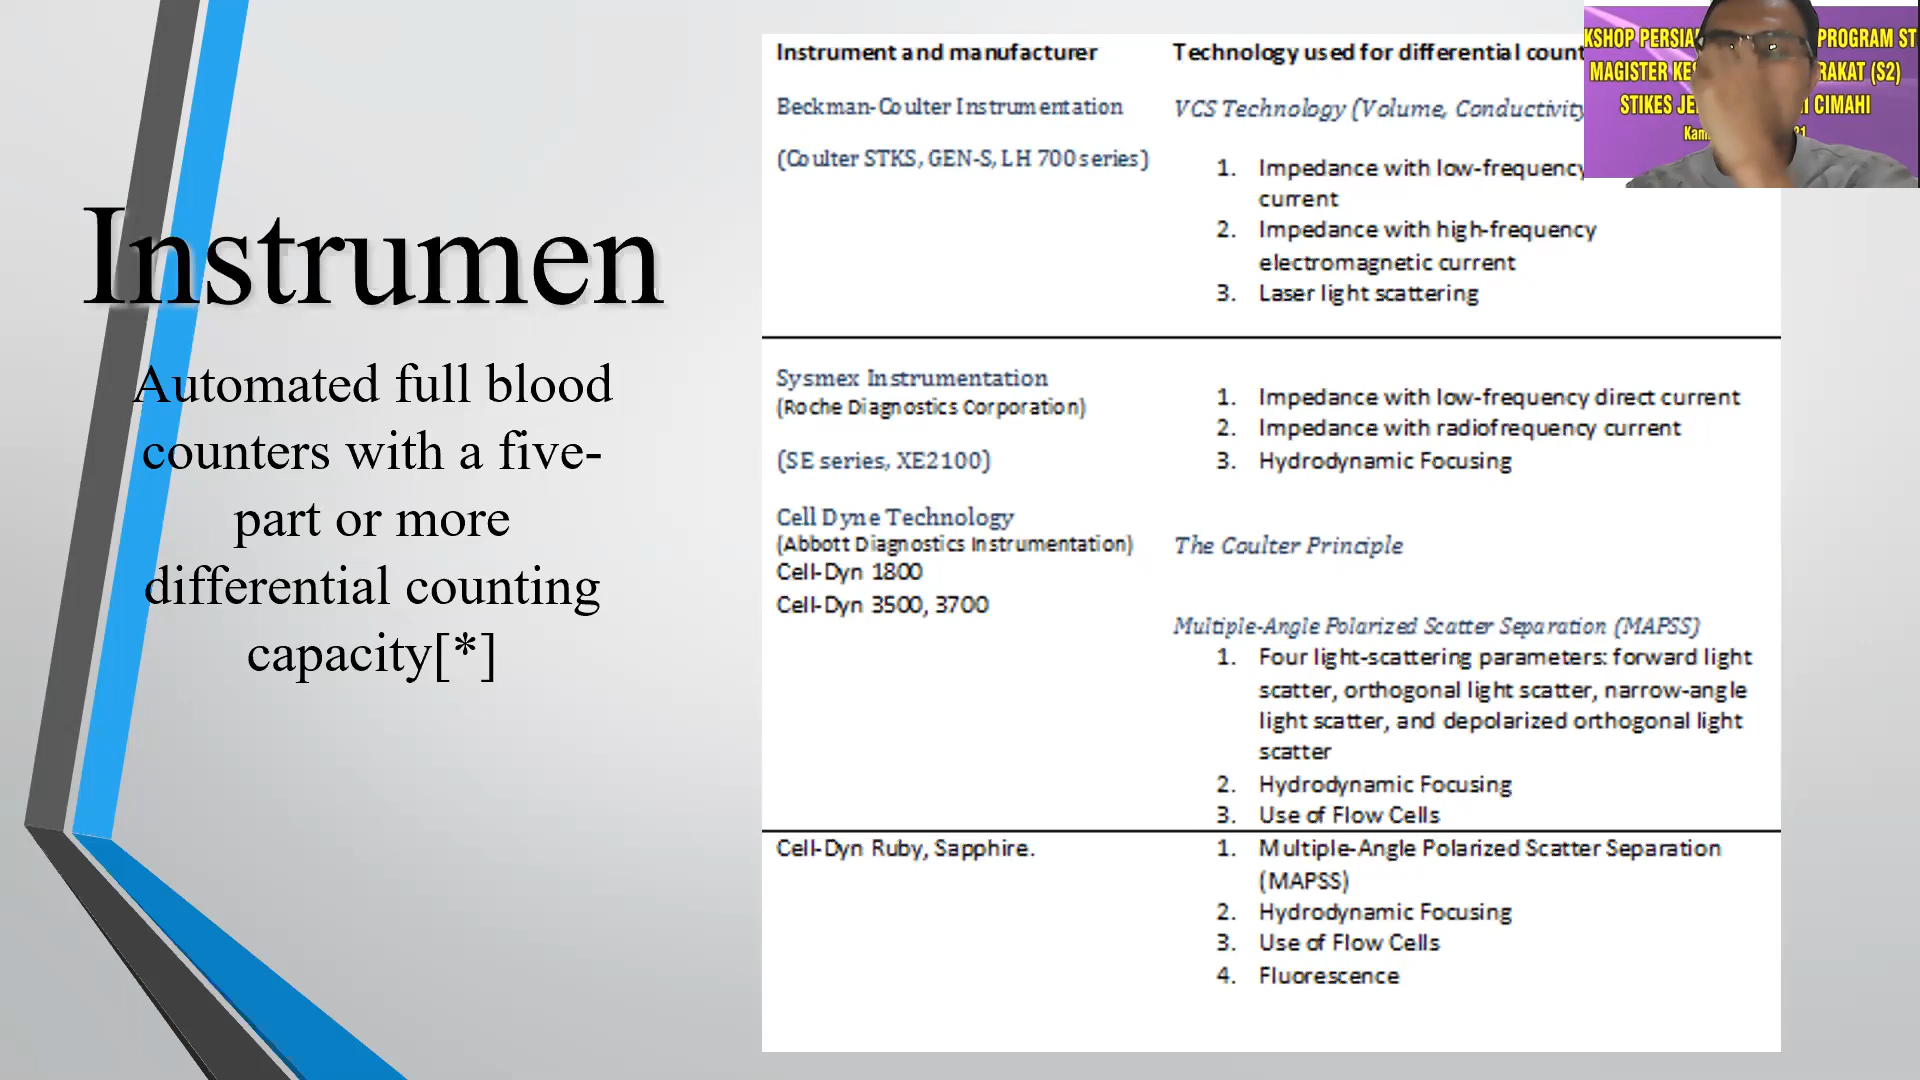 Instrumen
Automated full blood
counters with a five-
part or more
differential counting
capacity[*]
Instrument and manufacturer
Technology used for differential count
Beckman-Coulter Instrumentation
VCS Technology (Volume, Conductivity
(Coulter STKS, GEN-S, LH 700 series)
1. Impedance with low-frequency
current
2. Impedance with high-frequency
electromagnetic current
3. Laser light scattering
Sysmex Instrumentation
(Roche Diagnostics Corporation)
(SE series, XE2100)
1. Impedance with low-frequency direct current
2. Impedance with radiofrequency current
3. Hydrodynamic Focusing
Cell Dyne Technology
(Abbott Diagnostics Instrumentation)
Cell-Dyn 1800
Cell-Dyn 3500, 3700
The Coulter Principle
Multiple-Angle Polarized Scatter Separation (MAPSS)
1. Four light-scattering parameters: forward light
scatter, orthogonal light scatter, narrow-angle
light scatter, and depolarized orthogonal light
scatter
2. Hydrodynamic Focusing
3. Use of Flow Cells
Cell-Dyn Ruby, Sapphire.
1. Multiple-Angle Polarized Scatter Separation
(MAPSS)
2. Hydrodynamic Focusing
3. Use of Flow Cells
4. Fluorescence
KSHOP PERSIA PROGRAM ST
MAGISTER KE RAKAT (S2)
STIKES JE I CIMAHI